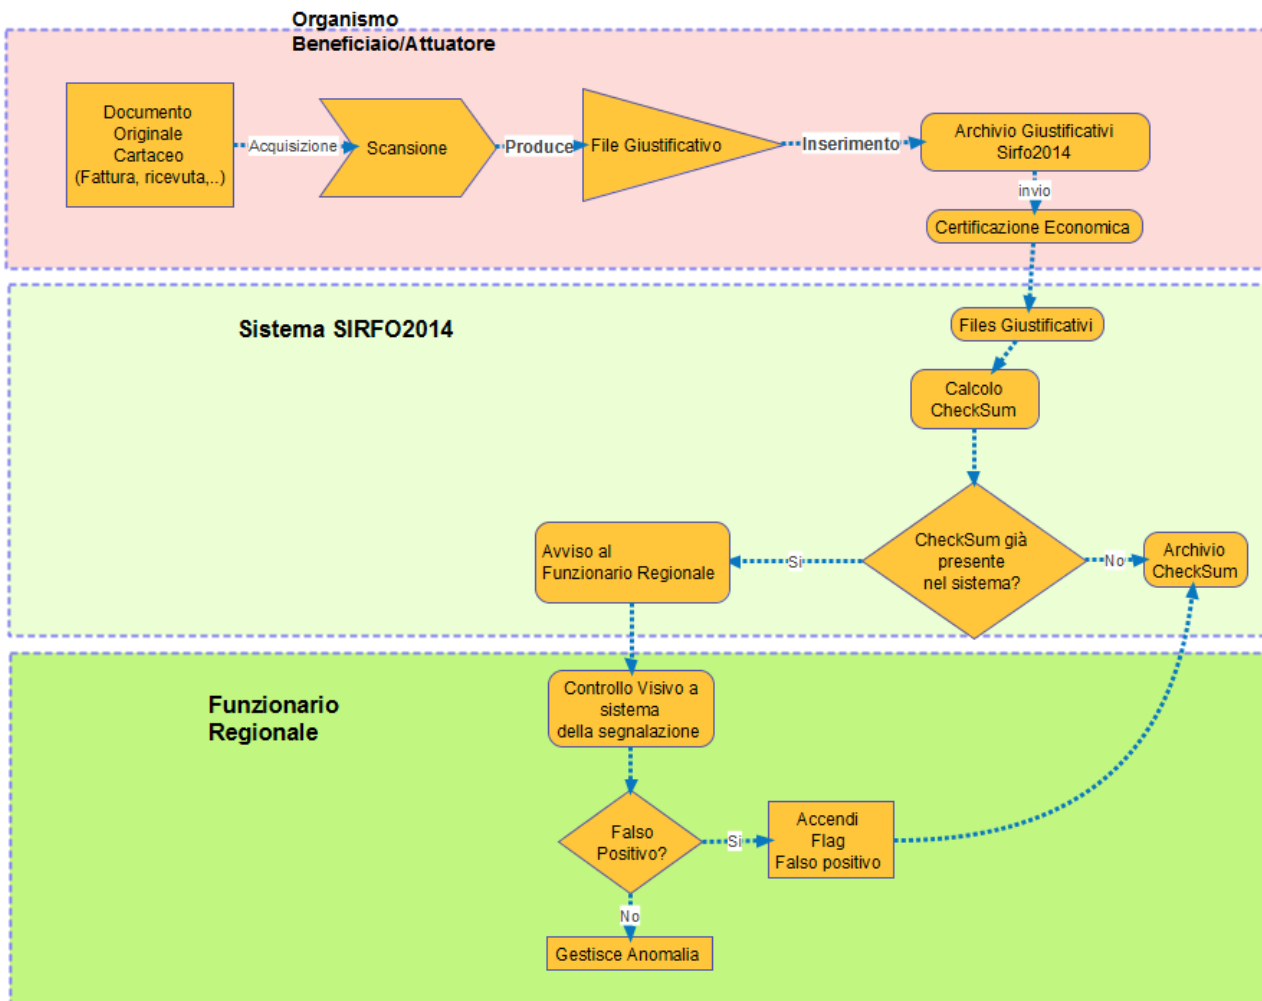 Organismo
Beneficiaio/Attuatore
Documento
Originale
Cartaceo
(Fattura, ricevuta,..)
Acquisizione
Scansione
Produce
File Giustificativo
Inserimento
Archivio Giustificativi
Sirfo2014
invio
Certificazione Economica
Sistema SIRFO2014
Files Giustificativi
Calcolo
CheckSum
CheckSum già
presente
nel sistema?
Si
No
Avviso al
Funzionario Regionale
Archivio
CheckSum
Funzionario
Regionale
Controllo Visivo a
sistema
della segnalazione
Falso
Positivo?
Si
Accendi
Flag
Falso positivo
No
Gestisce Anomalia